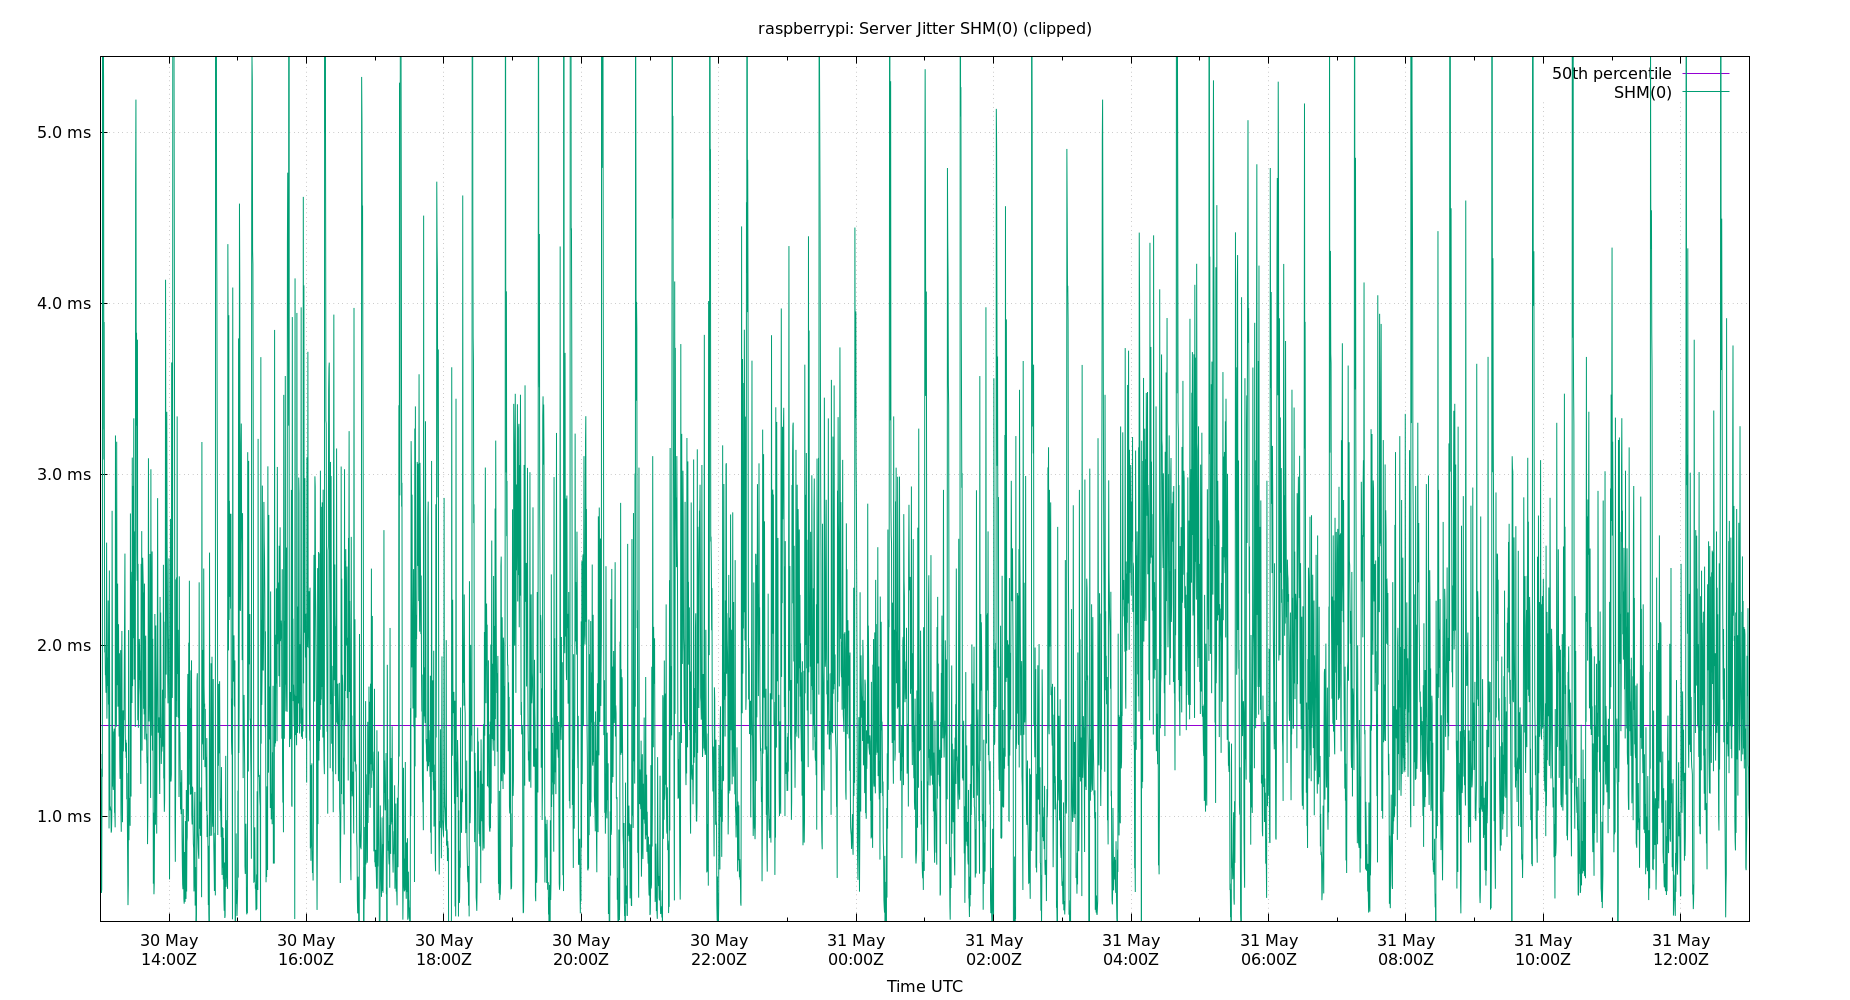 raspberrypi: Server Jitter SHM(0) (clipped)
50th percentile
SHM(0)
5.0 ms
4.0 ms
3.0 ms
2.0 ms
1.0 ms
30 May 30 May 30 May 30 May 30 May 31 May 31 May 31 May 31 May 31 May 31 May 31 May
14:00Z 16:00Z 18:00Z 20:00Z 22:00Z 00:00Z 02:00Z 04:00Z 06:00Z 08:00Z 10:00Z 12:00Z
Time UTC